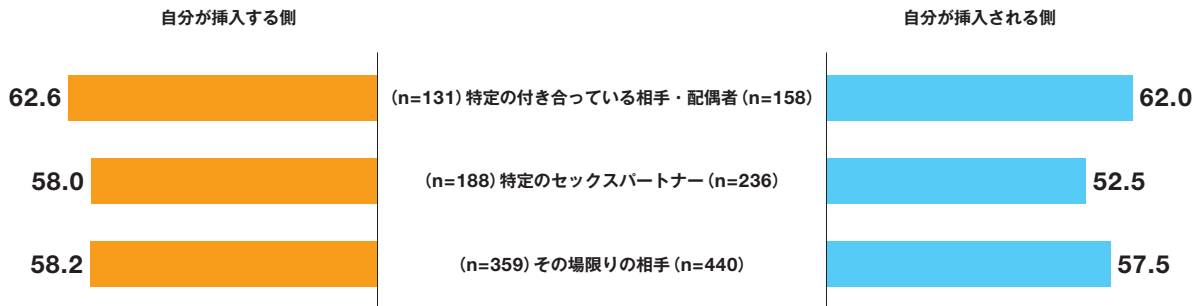 自分が挿入する側 自分が挿入される側
62.6 (n=131)特定の付き合っている相手・配偶者(n=158) 62.0
58.0 (n=188)特定のセックスパートナー(n=236) 52.5
58.2 (n=359)その場限りの相手(n=440) 57.5